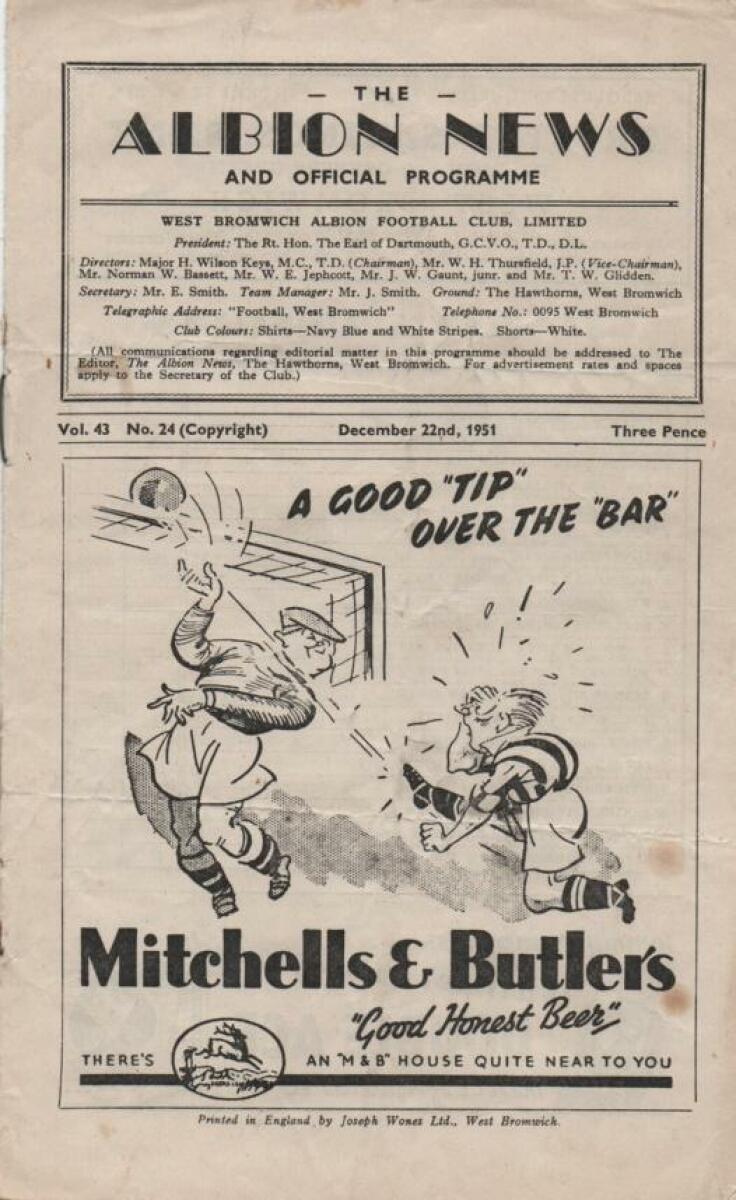 — THE —
ALBION NEWS
AND OFFICIAL PROGRAMME
WEST BROMWICH ALBION FOOTBALL CLUB, LIMITED
President: The Rt. Hon. The Earl of Dartmouth, G.C.V.O., T.D., D.L.
Directors: Major H. Wilson Keys, M.C., T.D. (Chairman), Mr. W. H. Thursfield, J.P. (Vice-Chairman),
Mr. Norman W. Bassett, Mr. W. E. Jephcott, Mr. J. W. Gaunt, junr. and Mr. T. W. Glidden.
Secretary: Mr. E. Smith. Team Manager: Mr. J. Smith. Ground: The Hawthorns, West Bromwich
Telegraphic Address: "Football, West Bromwich" Telephone No.: 0095 West Bromwich
Club Colours: Shirts—Navy Blue and White Stripes. Shorts—White.
(All communications regarding editorial matter in this programme should be addressed to The
Editor, The Albion News, The Hawthorns, West Bromwich. For advertisement rates and spaces
apply to the Secretary of the Club.)
Vol. 43 No. 24 (Copyright) December 22nd, 1951 Three Pence
A GOOD "TIP"
OVER THE "BAR"
Mitchells & Butler's
"Good Honest Beer"
THERE'S AN "M & B" HOUSE QUITE NEAR TO YOU
Printed in England by Joseph Wones Ltd., West Bromwich.